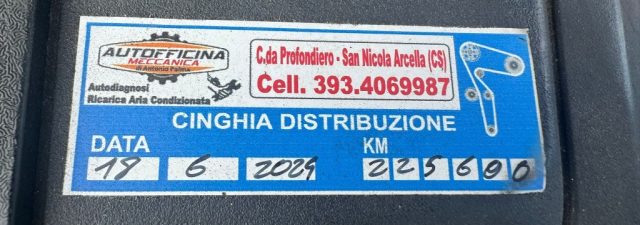 AUTOFFICINA
MECCANICA
di Antonio Palma
Autodiagnosi
Ricarica Aria Condizionata
C.da Profondiero - San Nicola Arcella (CS)
Cell. 393.4069987
CINGHIA DISTRIBUZIONE
DATA KM
18 6 2024 225600